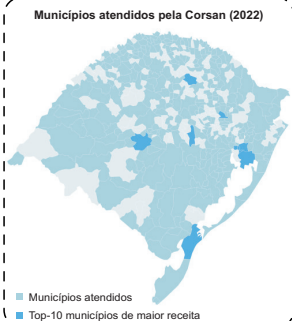 Municípios atendidos pela Corsan (2022)
Municípios atendidos
Top-10 municípios de maior receita